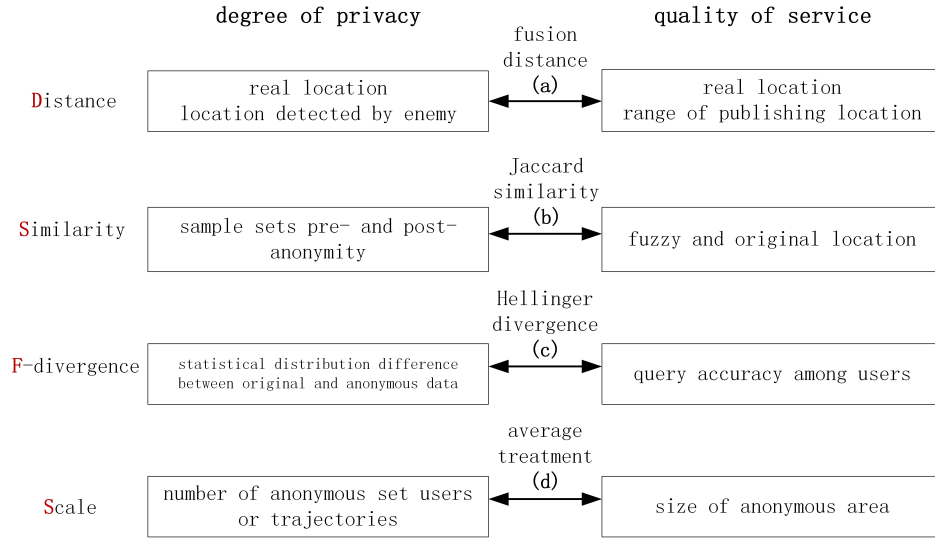 degree of privacy
quality of service
Distance
real location
location detected by enemy
fusion
distance
(a)
real location
range of publishing location
Similarity
sample sets pre- and post-
anonymity
Jaccard
similarity
(b)
fuzzy and original location
F-divergence
statistical distribution difference
between original and anonymous data
Hellinger
divergence
(c)
query accuracy among users
Scale
number of anonymous set users
or trajectories
average
treatment
(d)
size of anonymous area